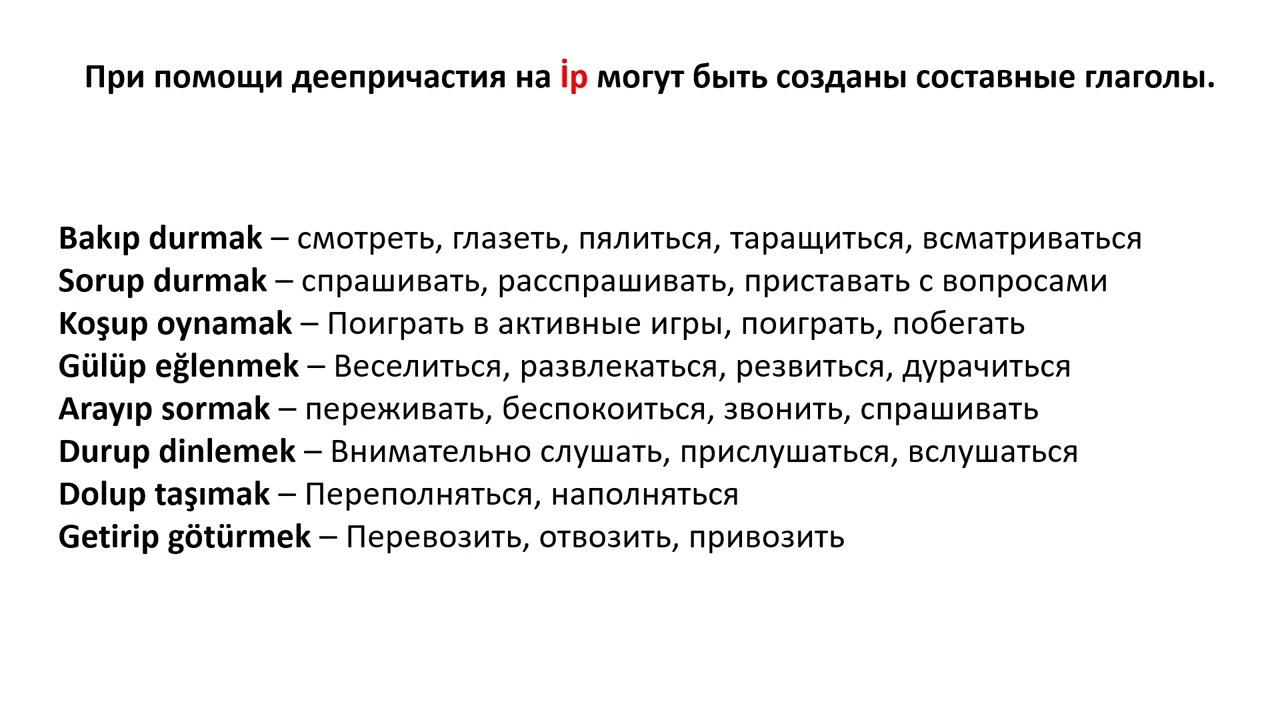 При помощи деепричастия на İp могут быть созданы составные глаголы.
Bakıp durmak – смотреть, глазеть, пялиться, таращиться, всматриваться
Sorup durmak – спрашивать, расспрашивать, приставать с вопросами
Koşup oynamak – Поиграть в активные игры, поиграть, побегать
Gülüp eğlenmek – Веселиться, развлекаться, резвиться, дурачиться
Arayıp sormak – переживать, беспокоиться, звонить, спрашивать
Durup dinlemek – Внимательно слушать, прислушаться, вслушаться
Dolup taşımak – Переполняться, наполняться
Getirip götürmek – Перевозить, отвозить, привозить